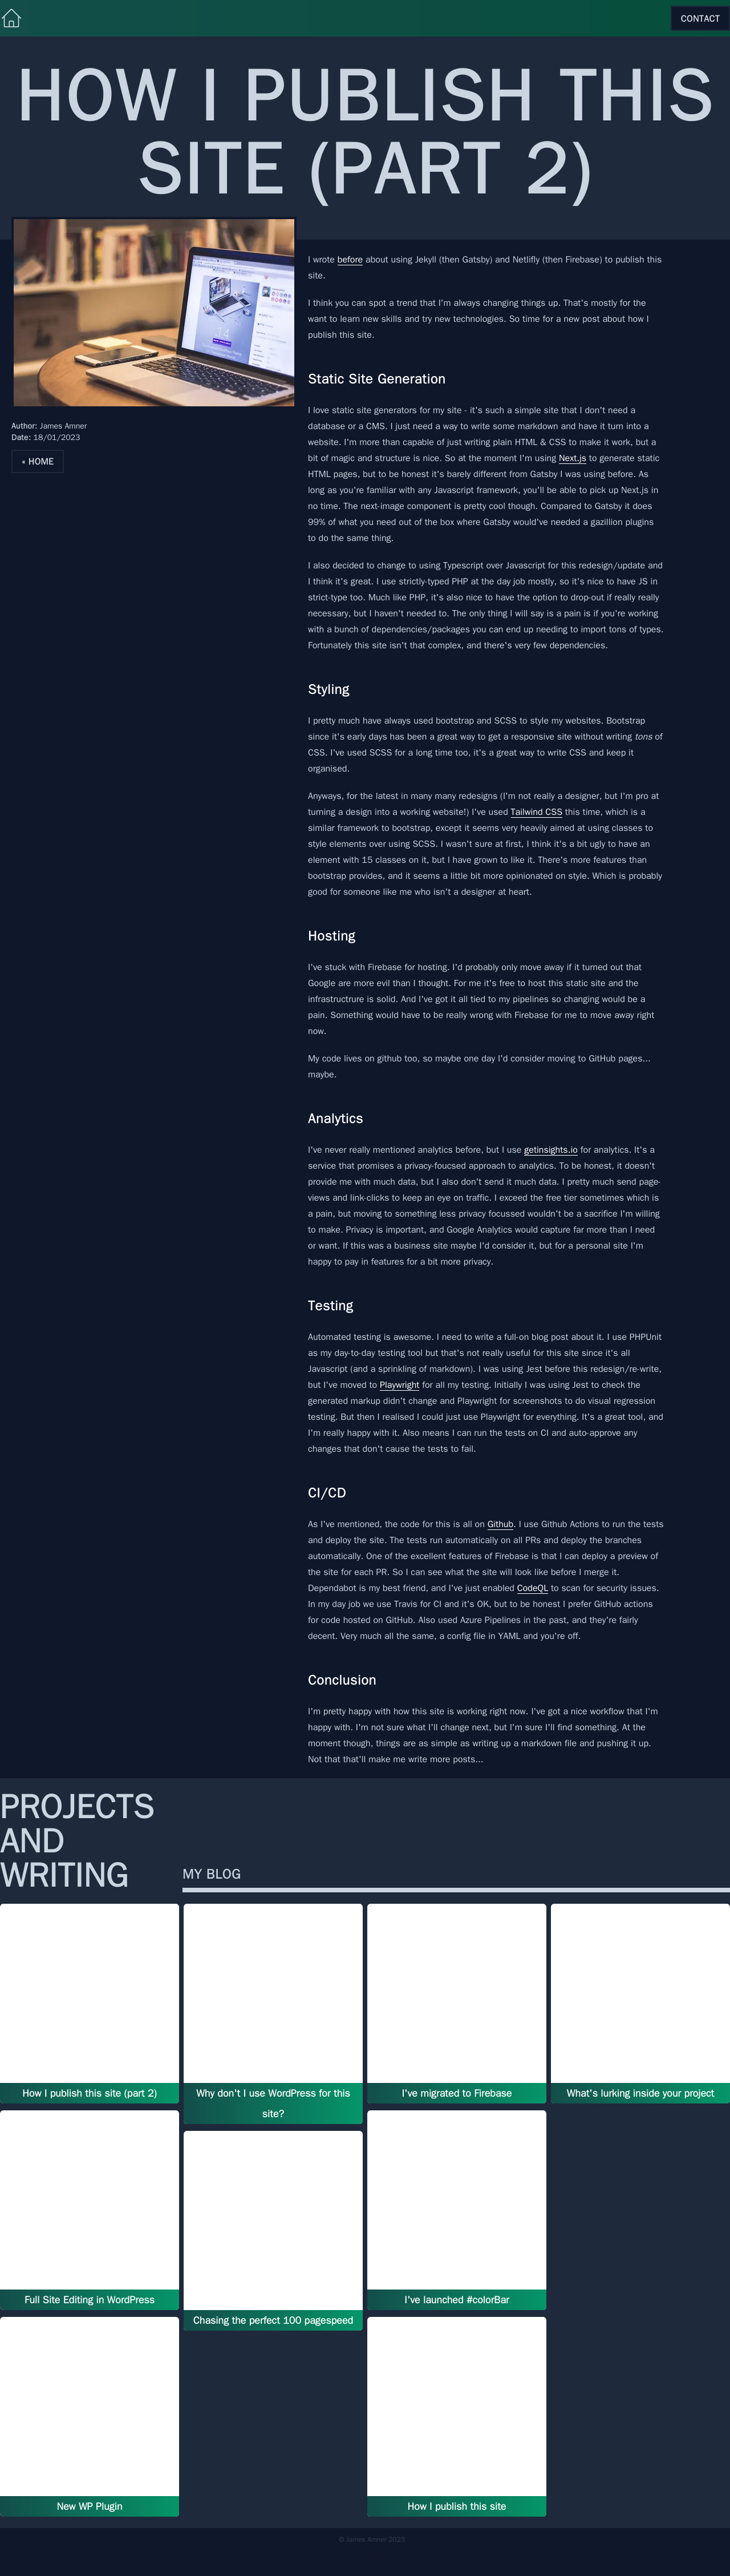 CONTACT
HOW I PUBLISH THIS
SITE (PART 2)
I wrote before about using Jekyll (then Gatsby) and Netlifly (then Firebase) to publish this
site.
I think you can spot a trend that I'm always changing things up. That's mostly for the
want to learn new skills and try new technologies. So time for a new post about how I
publish this site.
Author: James Amner
Date: 18/01/2023
« HOME
Static Site Generation
I love static site generators for my site - it's such a simple site that I don't need a
database or a CMS. I just need a way to write some markdown and have it turn into a
website. I'm more than capable of just writing plain HTML & CSS to make it work, but a
bit of magic and structure is nice. So at the moment I'm using Next.js to generate static
HTML pages, but to be honest it's barely different from Gatsby I was using before. As
long as you're familiar with any Javascript framework, you'll be able to pick up Next.js in
no time. The next-image component is pretty cool though. Compared to Gatsby it does
99% of what you need out of the box where Gatsby would've needed a gazillion plugins
to do the same thing.
I also decided to change to using Typescript over Javascript for this redesign/update and
I think it's great. I use strictly-typed PHP at the day job mostly, so it's nice to have JS in
strict-type too. Much like PHP, it's also nice to have the option to drop-out if really really
necessary, but I haven't needed to. The only thing I will say is a pain is if you're working
with a bunch of dependencies/packages you can end up needing to import tons of types.
Fortunately this site isn't that complex, and there's very few dependencies.
Styling
I pretty much have always used bootstrap and SCSS to style my websites. Bootstrap
since it's early days has been a great way to get a responsive site without writing tons of
CSS. I've used SCSS for a long time too, it's a great way to write CSS and keep it
organised.
Anyways, for the latest in many many redesigns (I'm not really a designer, but I'm pro at
turning a design into a working website!) I've used Tailwind CSS this time, which is a
similar framework to bootstrap, except it seems very heavily aimed at using classes to
style elements over using SCSS. I wasn't sure at first, I think it's a bit ugly to have an
element with 15 classes on it, but I have grown to like it. There's more features than
bootstrap provides, and it seems a little bit more opinionated on style. Which is probably
good for someone like me who isn't a designer at heart.
Hosting
I've stuck with Firebase for hosting. I'd probably only move away if it turned out that
Google are more evil than I thought. For me it's free to host this static site and the
infrastructrure is solid. And I've got it all tied to my pipelines so changing would be a
pain. Something would have to be really wrong with Firebase for me to move away right
now.
My code lives on github too, so maybe one day I'd consider moving to GitHub pages...
maybe.
Analytics
I've never really mentioned analytics before, but I use getinsights.io for analytics. It's a
service that promises a privacy-foucsed approach to analytics. To be honest, it doesn't
provide me with much data, but I also don't send it much data. I pretty much send page-
views and link-clicks to keep an eye on traffic. I exceed the free tier sometimes which is
a pain, but moving to something less privacy focussed wouldn't be a sacrifice I'm willing
to make. Privacy is important, and Google Analytics would capture far more than I need
or want. If this was a business site maybe I'd consider it, but for a personal site I'm
happy to pay in features for a bit more privacy.
Testing
Automated testing is awesome. I need to write a full-on blog post about it. I use PHPUnit
as my day-to-day testing tool but that's not really useful for this site since it's all
Javascript (and a sprinkling of markdown). I was using Jest before this redesign/re-write,
but I've moved to Playwright for all my testing. Initially I was using Jest to check the
generated markup didn't change and Playwright for screenshots to do visual regression
testing. But then I realised I could just use Playwright for everything. It's a great tool, and
I'm really happy with it. Also means I can run the tests on CI and auto-approve any
changes that don't cause the tests to fail.
CI/CD
As I've mentioned, the code for this is all on Github. I use Github Actions to run the tests
and deploy the site. The tests run automatically on all PRs and deploy the branches
automatically. One of the excellent features of Firebase is that I can deploy a preview of
the site for each PR. So I can see what the site will look like before I merge it.
Dependabot is my best friend, and I've just enabled CodeQL to scan for security issues.
In my day job we use Travis for CI and it's OK, but to be honest I prefer GitHub actions
for code hosted on GitHub. Also used Azure Pipelines in the past, and they're fairly
decent. Very much all the same, a config file in YAML and you're off.
Conclusion
I'm pretty happy with how this site is working right now. I've got a nice workflow that I'm
happy with. I'm not sure what I'll change next, but I'm sure I'll find something. At the
moment though, things are as simple as writing up a markdown file and pushing it up.
Not that that'll make me write more posts...
PROJECTS
AND
WRITING
MY BLOG
How I publish this site (part 2)
Why don't I use WordPress for this
site?
I've migrated to Firebase
What's lurking inside your project
Full Site Editing in WordPress
Chasing the perfect 100 pagespeed
I've launched #colorBar
New WP Plugin
How I publish this site
© James Amner 2023